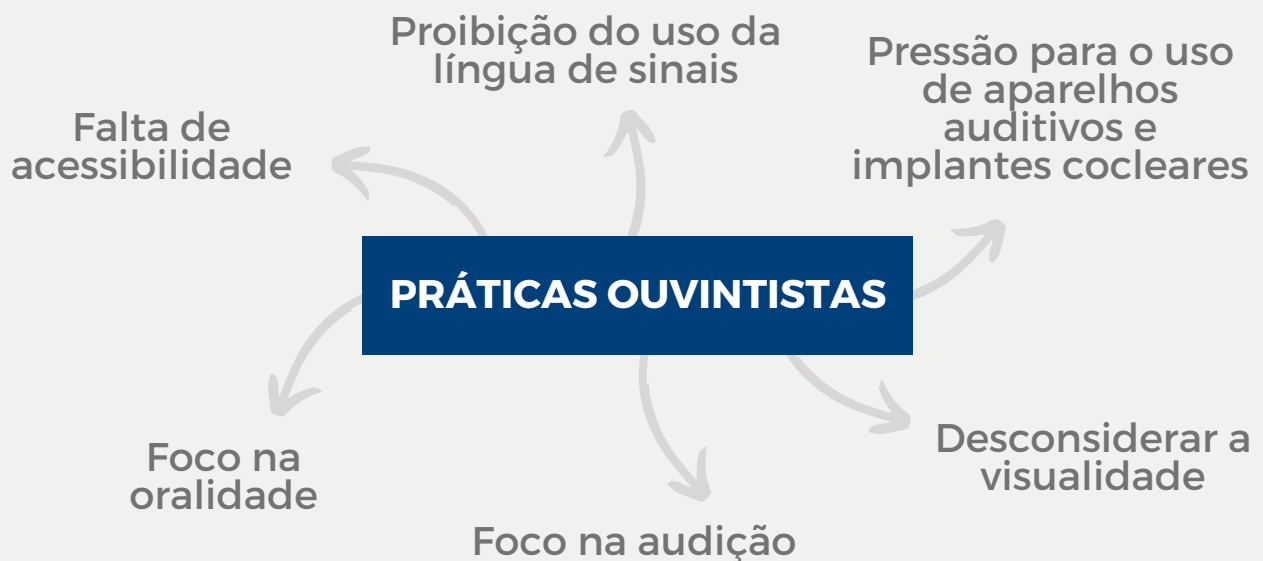 Proibição do uso da
língua de sinais
Pressão para o uso
de aparelhos
auditivos e
implantes cocleares
Falta de
acessibilidade
PRÁTICAS OUVINTISTAS
Foco na
oralidade
Desconsiderar a
visualidade
Foco na audição